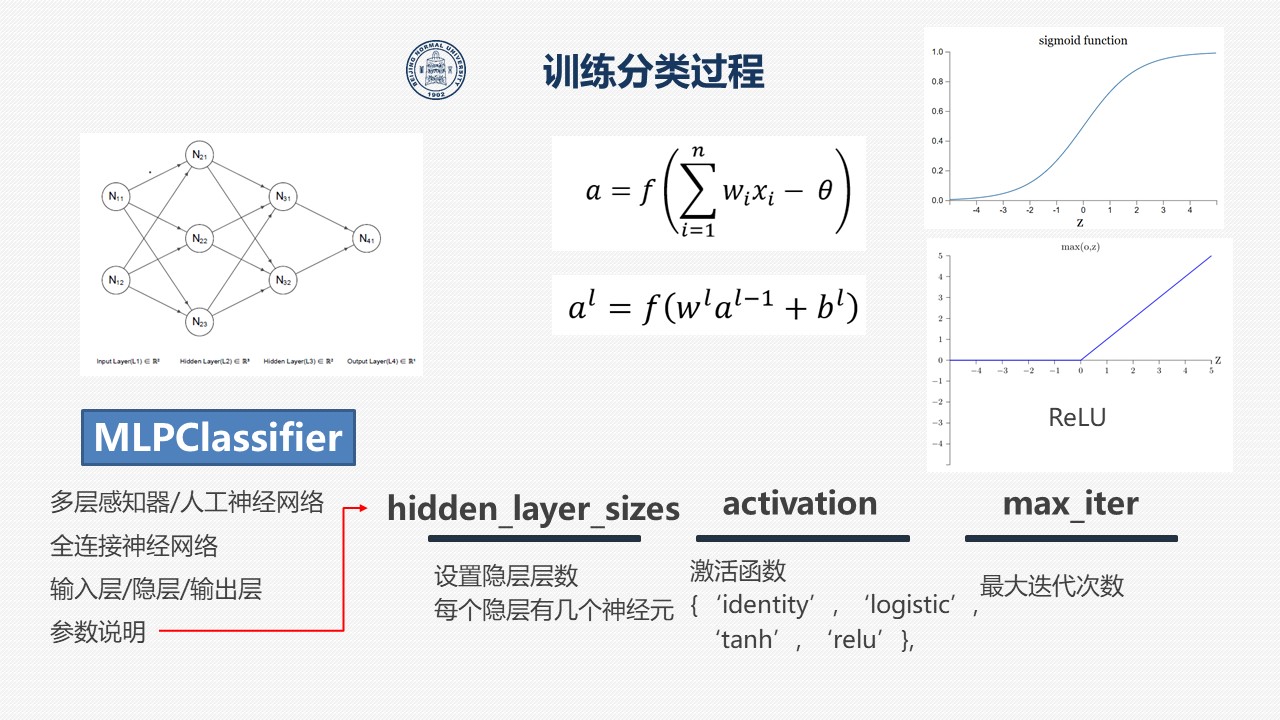 BEIJING NORMAL UNIVERSITY
1902
训练分类过程
sigmoid function
1.0
0.8
0.6
0.4
0.2
0.0
-4 -3 -2 -1 0 1 2 3 4
z
N₁₁
N₁₂
N₂₁
N₂₂
N₂₃
N₃₁
N₃₂
N₄₁
Input Layer(L1) ∈ ℝ²
Hidden Layer(L2) ∈ ℝ³
Hidden Layer(L3) ∈ ℝ²
Output Layer(L4) ∈ ℝ¹
a = f(∑ᵢ₌₁ⁿ wᵢxᵢ − θ)
aˡ = f(wˡaˡ⁻¹ + bˡ)
max(o,z)
5
4
3
2
1
0
−1
−2
−3
−4
−4 −3 −2 −1 0 1 2 3 4 5
z
ReLU
MLPClassifier
多层感知器/人工神经网络
全连接神经网络
输入层/隐层/输出层
参数说明
hidden_layer_sizes
设置隐层层数
每个隐层有几个神经元
activation
激活函数
{‘identity’, ‘logistic’,
‘tanh’, ‘relu’},
max_iter
最大迭代次数